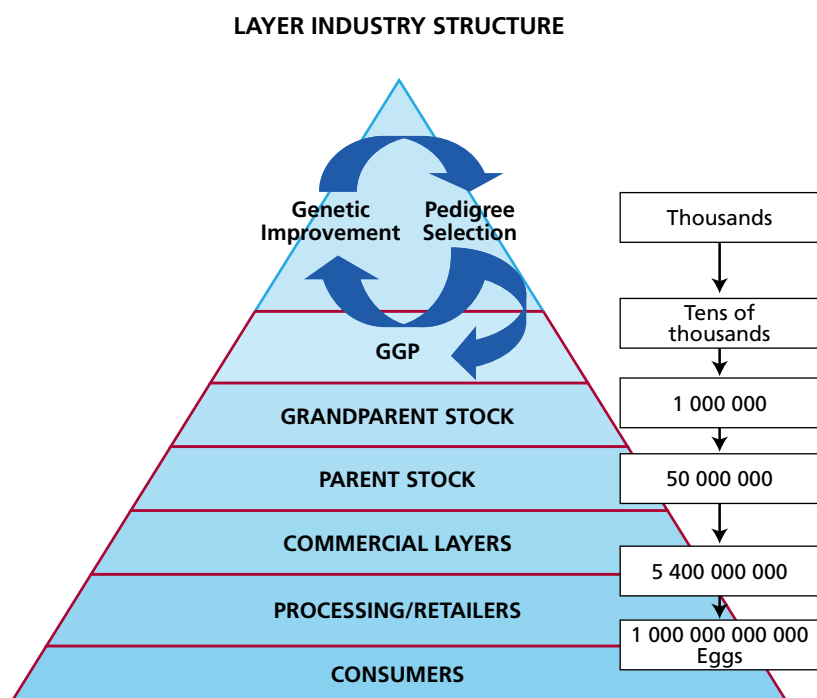 LAYER INDUSTRY STRUCTURE
Genetic
Improvement
Pedigree
Selection
GGP
GRANDPARENT STOCK
PARENT STOCK
COMMERCIAL LAYERS
PROCESSING/RETAILERS
CONSUMERS
Thousands
Tens of
thousands
1 000 000
50 000 000
5 400 000 000
1 000 000 000 000
Eggs